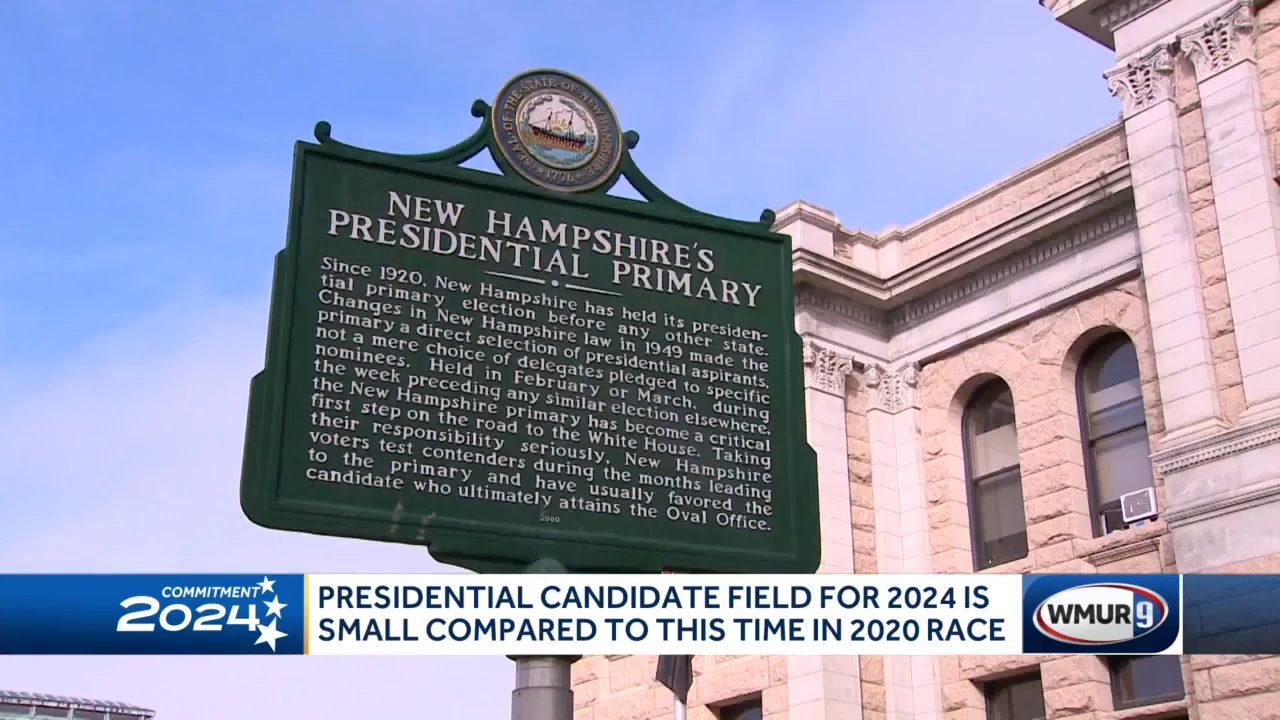 SEAL OF THE STATE OF NEW HAMPSHIRE
1776
NEW HAMPSHIRE'S
PRESIDENTIAL PRIMARY
Since 1920, New Hampshire has held its presiden-
tial primary election before any other state.
Changes in New Hampshire law in 1949 made the
primary a direct selection of presidential aspirants,
not a mere choice of delegates pledged to specific
nominees. Held in February or March, during
the week preceding any similar election elsewhere,
the New Hampshire primary has become a critical
first step on the road to the White House. Taking
their responsibility seriously, New Hampshire
voters test contenders during the months leading
to the primary and have usually favored the
candidate who ultimately attains the Oval Office.
2000
COMMITMENT
2024
PRESIDENTIAL CANDIDATE FIELD FOR 2024 IS
SMALL COMPARED TO THIS TIME IN 2020 RACE
WMUR 9